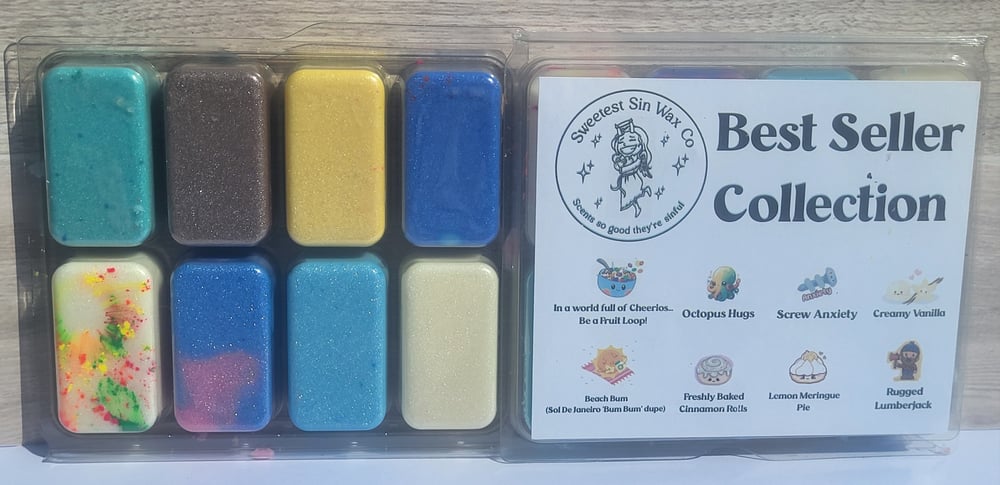 Sweetest Sin Wax Co
Scents so good they're sinful
Best Seller
Collection
In a world full of Cheerios...
Be a Fruit Loop!
Octopus Hugs
Anxiety
Screw Anxiety
Creamy Vanilla
Beach Bum
(Sol De Janeiro 'Bum Bum' dupe)
Freshly Baked
Cinnamon Rolls
Lemon Meringue
Pie
Rugged
Lumberjack